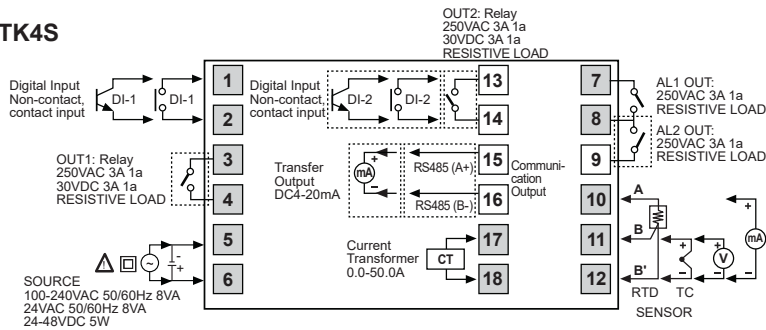 TK4S
OUT2: Relay
250VAC 3A 1a
30VDC 3A 1a
RESISTIVE LOAD
Digital Input
Non-contact,
contact input
DI-1
DI-1
1
2
Digital Input
Non-contact,
contact input
DI-2
DI-2
13
14
7
8
9
AL1 OUT:
250VAC 3A 1a
RESISTIVE LOAD
AL2 OUT:
250VAC 3A 1a
RESISTIVE LOAD
OUT1: Relay
250VAC 3A 1a
30VDC 3A 1a
RESISTIVE LOAD
3
4
Transfer
Output
DC4-20mA
+
mA
-
RS485 (A+)
RS485 (B-)
15
16
Communi-
cation
Output
10
11
12
A
B
B'
RTD
+
-
TC
+
V
-
+
mA
-
SENSOR
5
6
~
-
+
SOURCE
100-240VAC 50/60Hz 8VA
24VAC 50/60Hz 8VA
24-48VDC 5W
Current
Transformer
0.0-50.0A
CT
17
18